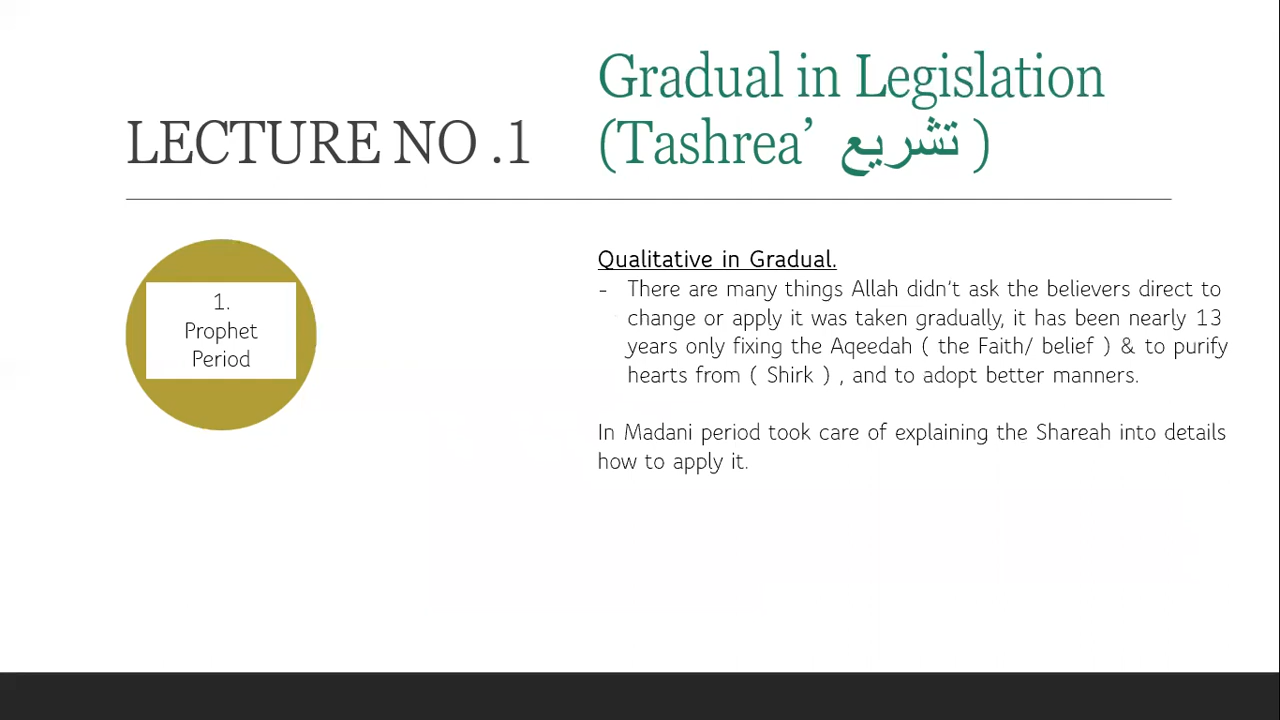 LECTURE NO .1
Gradual in Legislation
(Tashrea’ تشريع )
1.
Prophet
Period
Qualitative in Gradual.
- There are many things Allah didn’t ask the believers direct to
change or apply it was taken gradually, it has been nearly 13
years only fixing the Aqeedah ( the Faith/ belief ) & to purify
hearts from ( Shirk ) , and to adopt better manners.
In Madani period took care of explaining the Shareah into details
how to apply it.